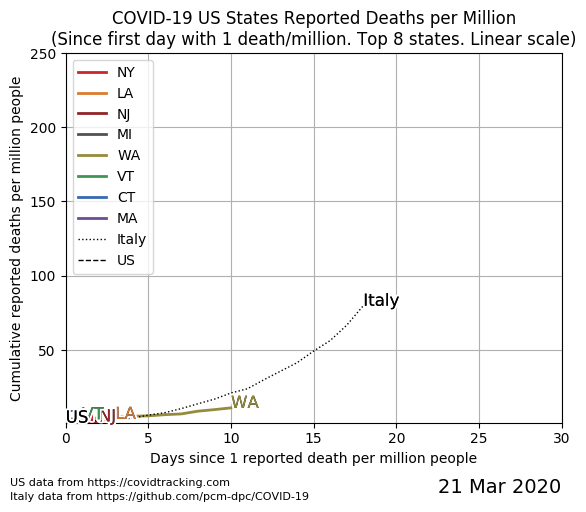 COVID-19 US States Reported Deaths per Million
(Since first day with 1 death/million. Top 8 states. Linear scale)
Cumulative reported deaths per million people
250
200
150
100
50
NY
LA
NJ
MI
WA
VT
CT
MA
Italy
US
Italy
WA
US
VT
NJ
LA
0
5
10
15
20
25
30
Days since 1 reported death per million people
US data from https://covidtracking.com
Italy data from https://github.com/pcm-dpc/COVID-19
21 Mar 2020